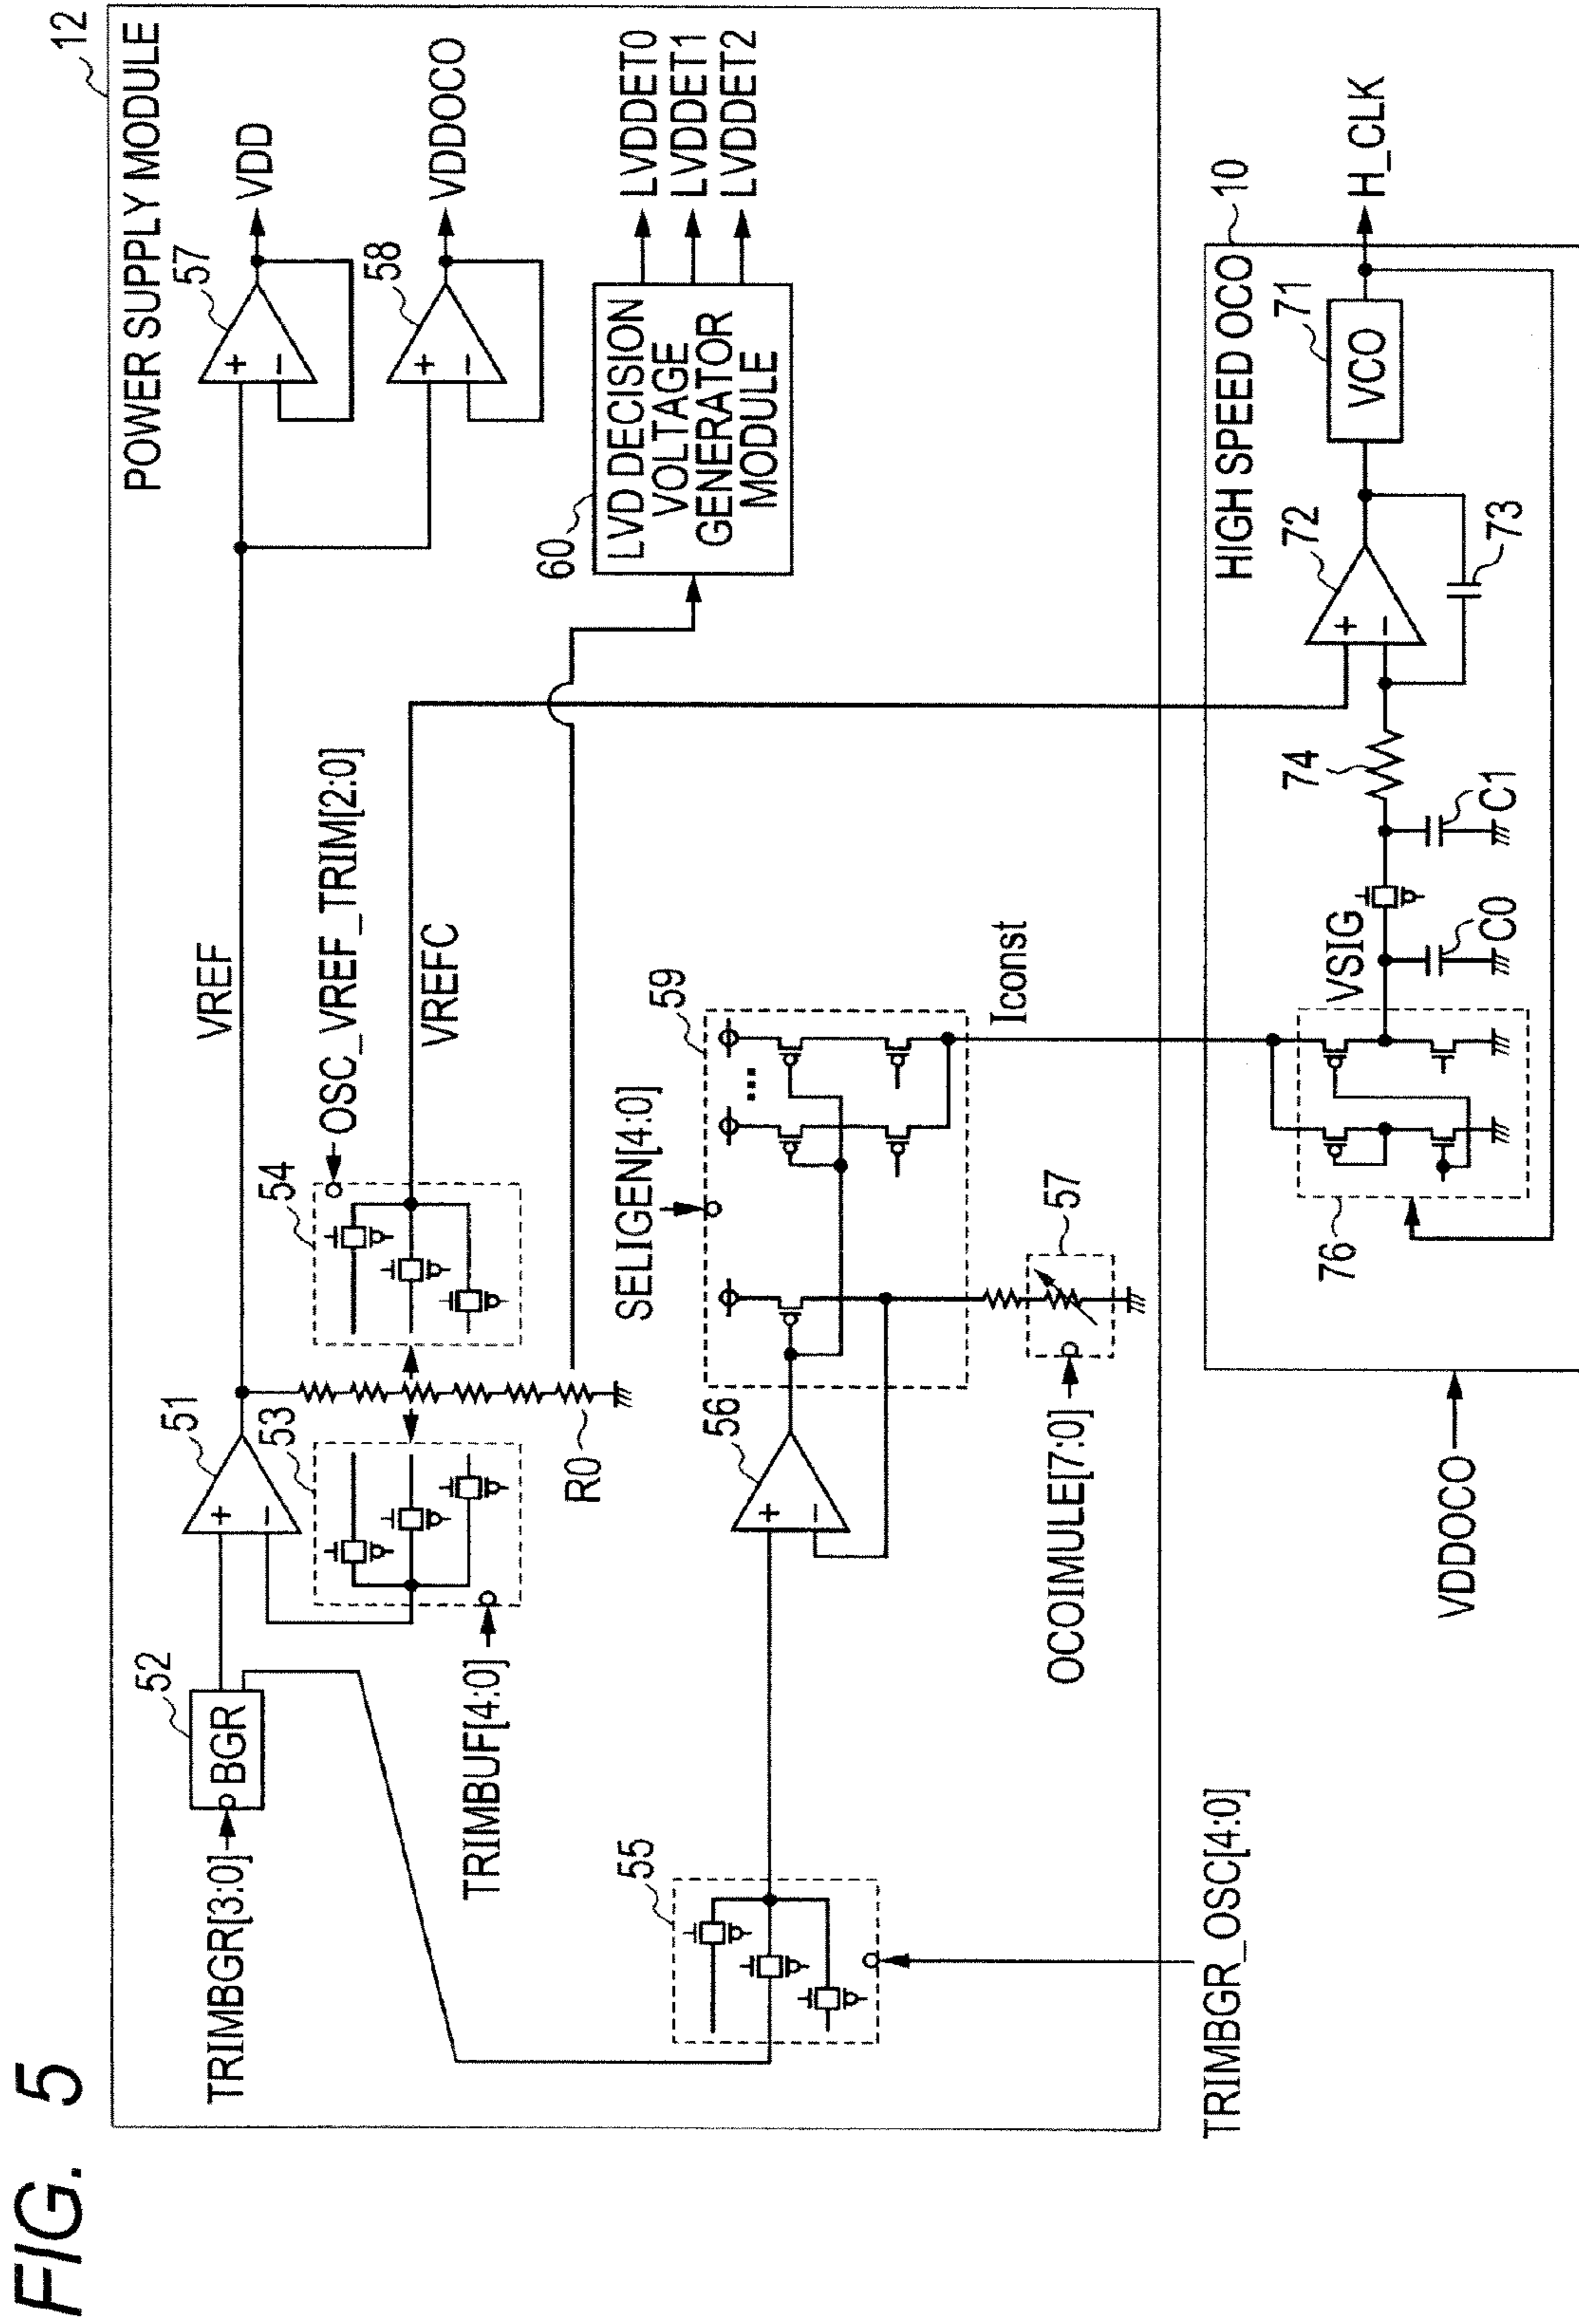 FIG. 5
12
POWER SUPPLY MODULE
TRIMBGR[3:0]
52
BGR
51
+
−
53
TRIMBUF[4:0]
R0
54
OSC_VREF_TRIM[2:0]
VREF
VREFC
57
+
−
VDD
58
+
−
VDDOCO
60
LVD DECISION
VOLTAGE
GENERATOR
MODULE
LVDDET0
LVDDET1
LVDDET2
55
TRIMBGR_OSC[4:0]
56
+
−
SELIGEN[4:0]
59
...
57
OCOIMULE[7:0]
Iconst
VDDOCO
HIGH SPEED OCO
10
76
VSIG
C0
C1
74
72
+
−
73
71
VCO
H_CLK